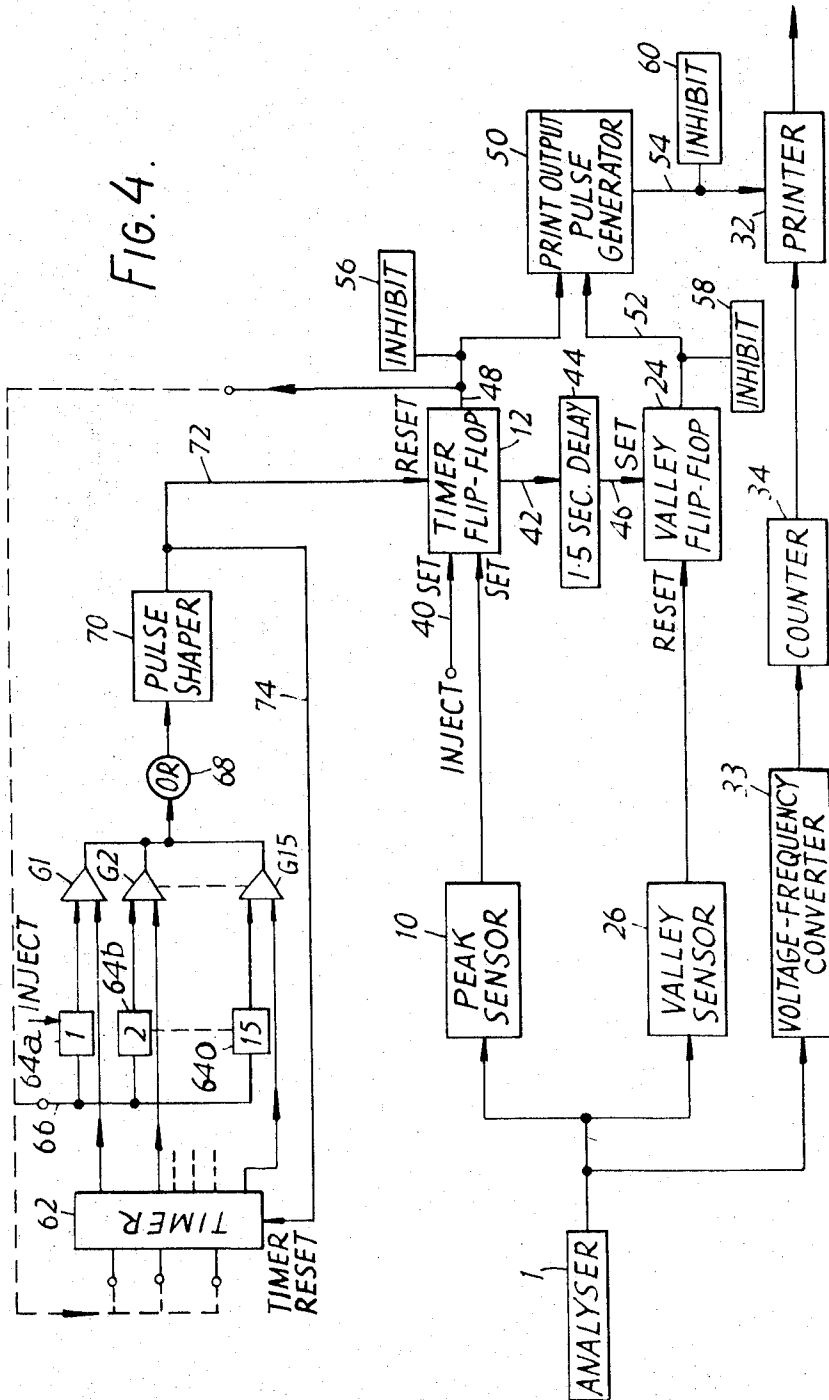 FIG. 4.
62
TIMER
TIMER
RESET
66
64a
INJECT
1
64b
2
640
15
G1
G2
G15
OR
68
70
PULSE
SHAPER
72
74
56
INHIBIT
48
RESET
TIMER
FLIP-FLOP
12
40
SET
SET
INJECT
42
1·5 SEC. DELAY
44
46
SET
RESET
VALLEY
FLIP-FLOP
24
52
58
INHIBIT
50
PRINT OUTPUT
PULSE
GENERATOR
54
60
INHIBIT
10
PEAK
SENSOR
26
VALLEY
SENSOR
1
ANALYSER
33
VOLTAGE-FREQUENCY
CONVERTER
34
COUNTER
32
PRINTER